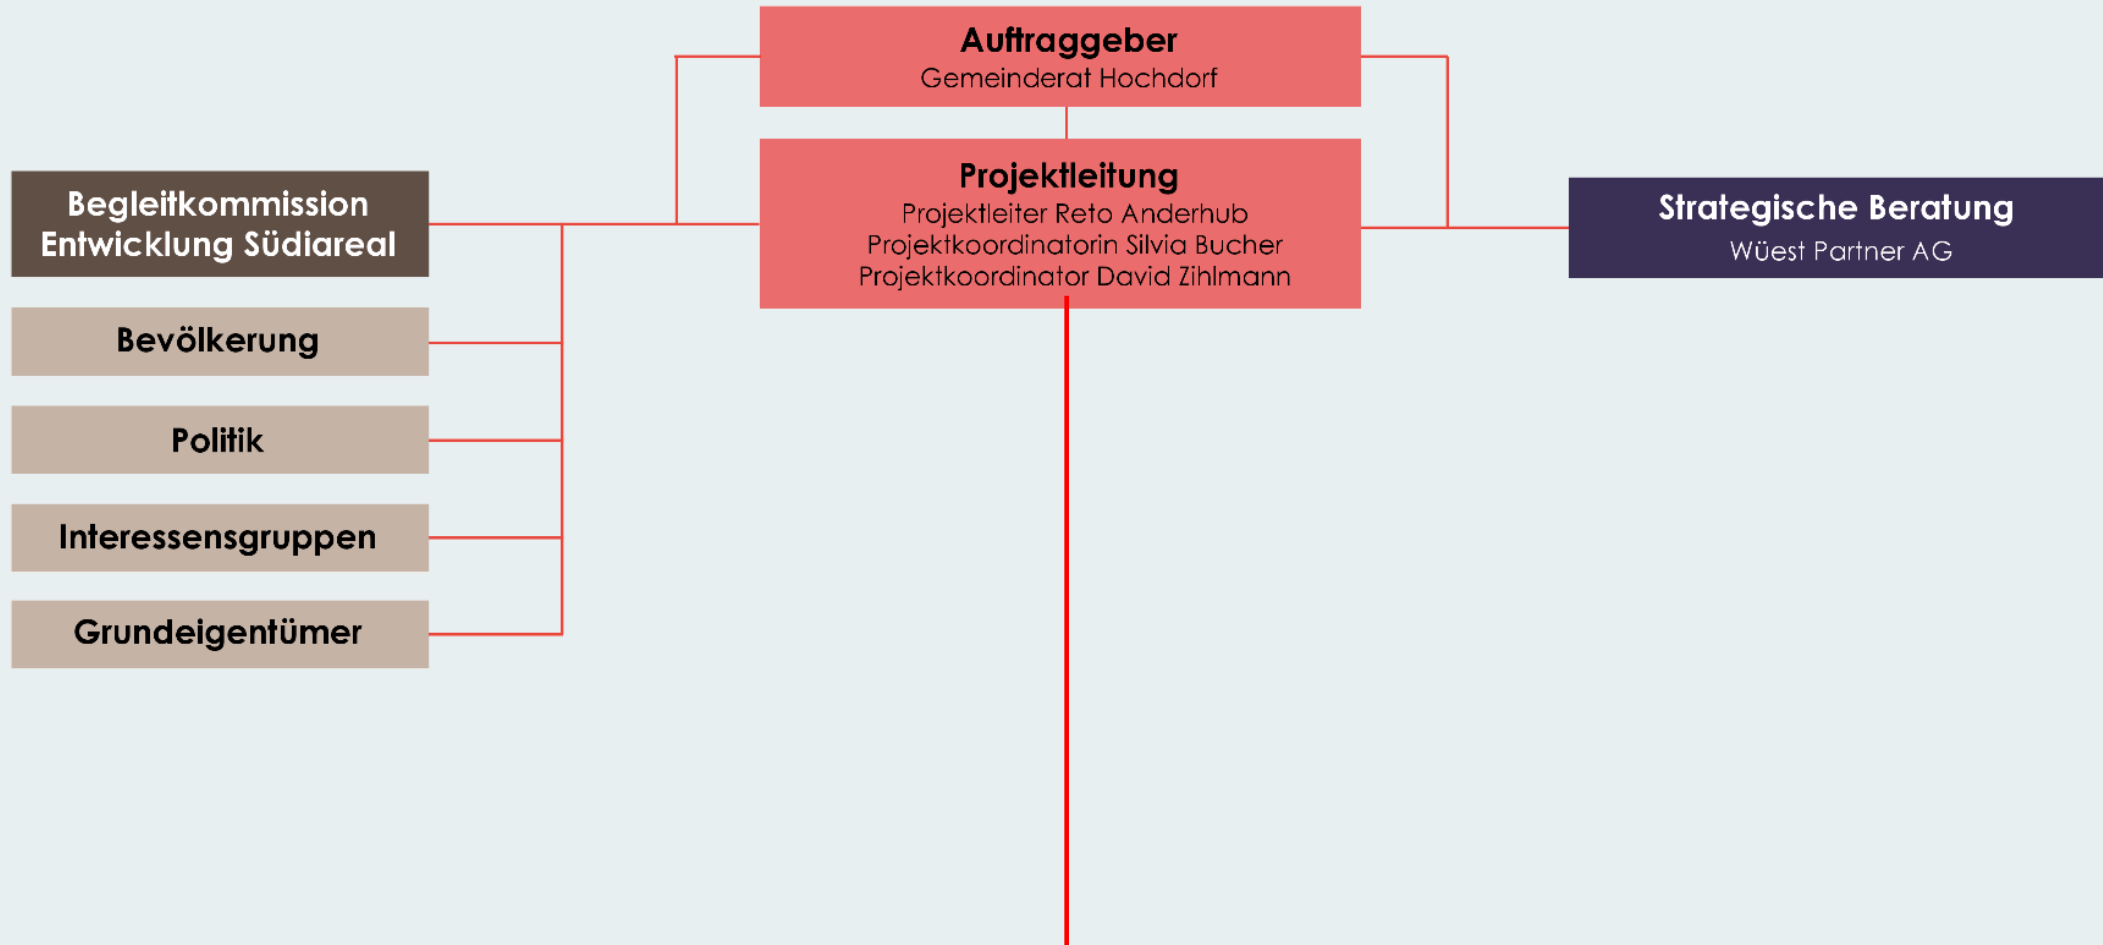 Auftraggeber
Gemeinderat Hochdorf
Projektleitung
Projektleiter Reto Anderhub
Projektkoordinatorin Silvia Bucher
Projektkoordinator David Zihlmann
Begleitkommission
Entwicklung Südiareal
Bevölkerung
Politik
Interessensgruppen
Grundeigentümer
Strategische Beratung
Wüest Partner AG